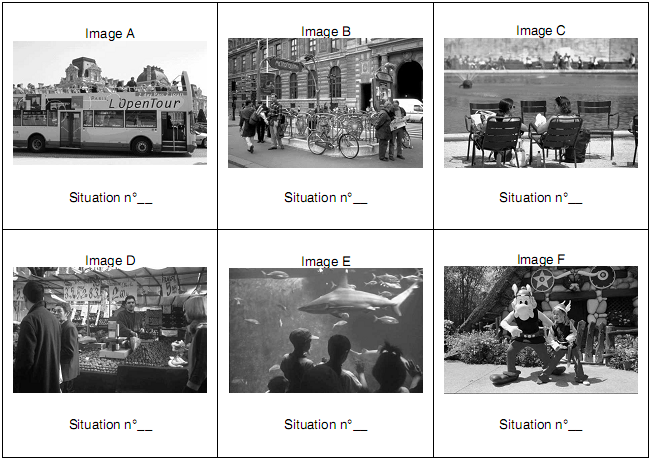 Image A
PARIS
L'OpenTour
Situation n°__
Image B
Situation n°__
Image C
Situation n°__
Image D
Situation n°__
Image E
Situation n°__
Image F
Situation n°__